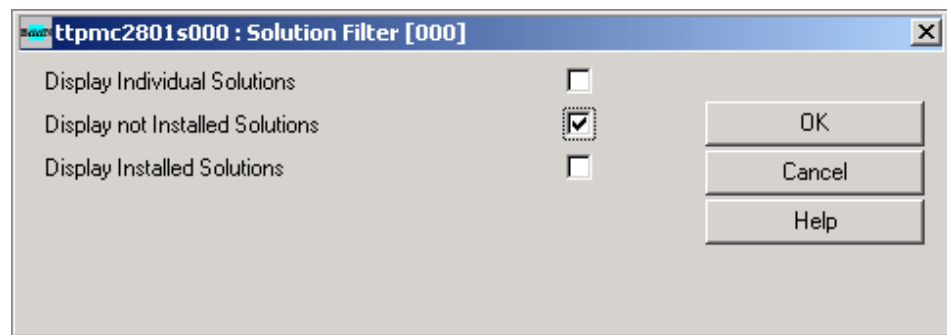 ttpmc2801s000 : Solution Filter [000]
Display Individual Solutions
Display not Installed Solutions
OK
Display Installed Solutions
Cancel
Help